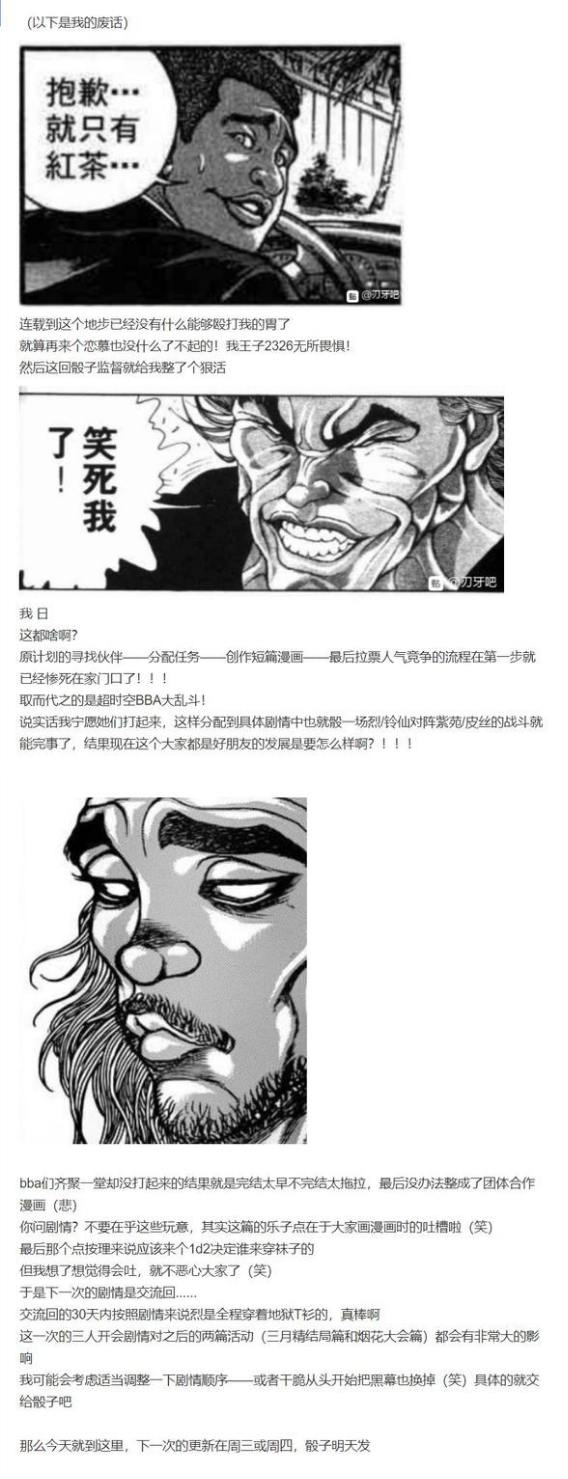 （以下是我的废话）
抱歉…
就只有
紅茶…
@刃牙吧
连载到这个地步已经没有什么能够殴打我的胃了
就算再来个恋慕也没什么了不起的！我王子2326无所畏惧！
然后这回骰子监督就给我整了个狠活
笑死我
了！
@刃牙吧
我 日
这都啥啊？
原计划的寻找伙伴——分配任务——创作短篇漫画——最后拉票人气竞争的流程在第一步就
已经惨死在家门口了！！！
取而代之的是超时空BBA大乱斗！
说实话我宁愿她们打起来，这样分配到具体剧情中也就骰一场烈/铃仙对阵紫苑/皮丝的战斗就
能完事了，结果现在这个大家都是好朋友的发展是要怎么样啊？！！！
bba们齐聚一堂却没打起来的结果就是完结太早不完结太拖拉，最后没办法整成了团体合作
漫画（悲）
你问剧情？不要在乎这些玩意，其实这篇的乐子点在于大家画漫画时的吐槽啦（笑）
最后那个点按理来说应该来个1d2决定谁来穿袜子的
但我想了想觉得会吐，就不恶心大家了（笑）
于是下一次的剧情是交流回......
交流回的30天内按照剧情来说烈是全程穿着地狱T衫的，真棒啊
这一次的三人开会剧情对之后的两篇活动（三月精结局篇和烟花大会篇）都会有非常大的影
响
我可能会考虑适当调整一下剧情顺序——或者干脆从头开始把黑幕也换掉（笑）具体的就交
给骰子吧
那么今天就到这里，下一次的更新在周三或周四，骰子明天发